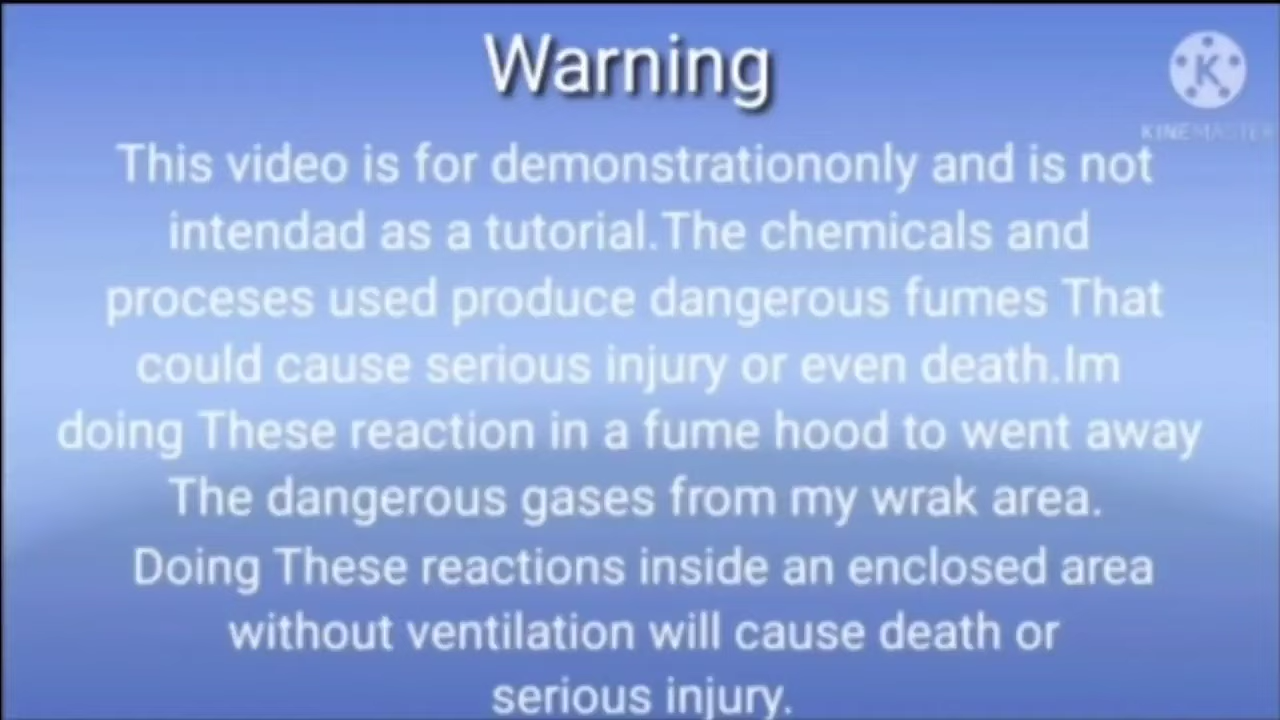 Warning
K
KINEMASTER
This video is for demonstrationonly and is not
intendad as a tutorial.The chemicals and
proceses used produce dangerous fumes That
could cause serious injury or even death.Im
doing These reaction in a fume hood to went away
The dangerous gases from my wrak area.
Doing These reactions inside an enclosed area
without ventilation will cause death or
serious injury.